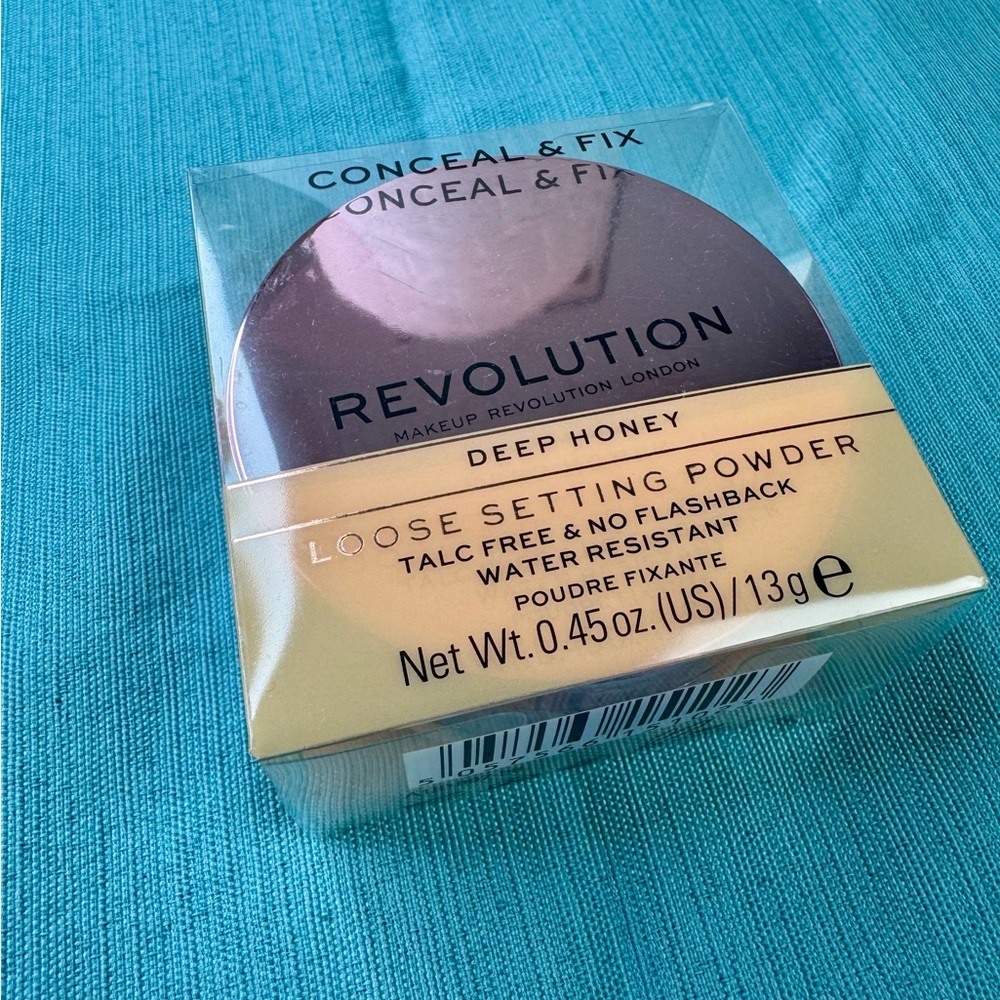 CONCEAL & FIX
CONCEAL & FIX
REVOLUTION
MAKEUP REVOLUTION LONDON
DEEP HONEY
LOOSE SETTING POWDER
TALC FREE & NO FLASHBACK
WATER RESISTANT
POUDRE FIXANTE
Net Wt. 0.45 oz. (US) / 13g e